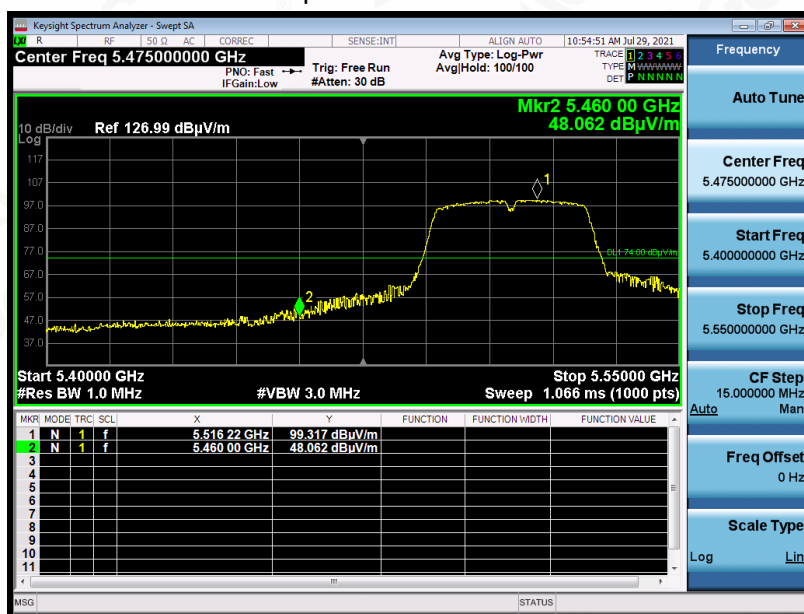 Keysight Spectrum Analyzer - Swept SA
LXI R RF 50 Ω AC CORREC SENSE:INT ALIGN AUTO 10:54:51 AM Jul 29, 2021
Center Freq 5.475000000 GHz
PNO: Fast
IFGain:Low
Trig: Free Run
#Atten: 30 dB
Avg Type: Log-Pwr
Avg|Hold: 100/100
TRACE 1 2 3 4 5 6
TYPE M WWWWW
DET P N N N N N
Mkr2 5.460 00 GHz
48.062 dBµV/m
10 dB/div Ref 126.99 dBµV/m
Log
117
107
97.0
87.0
77.0
67.0
57.0
47.0
37.0
1
2
DL1 74.00 dBµV/m
Start 5.40000 GHz Stop 5.55000 GHz
#Res BW 1.0 MHz #VBW 3.0 MHz Sweep 1.066 ms (1000 pts)
MKR MODE TRC SCL X Y FUNCTION FUNCTION WIDTH FUNCTION VALUE
1 N 1 f 5.516 22 GHz 99.317 dBµV/m
2 N 1 f 5.460 00 GHz 48.062 dBµV/m
3
4
5
6
7
8
9
10
11
MSG STATUS
Frequency
Auto Tune
Center Freq
5.475000000 GHz
Start Freq
5.400000000 GHz
Stop Freq
5.550000000 GHz
CF Step
15.000000 MHz
Auto Man
Freq Offset
0 Hz
Scale Type
Log Lin